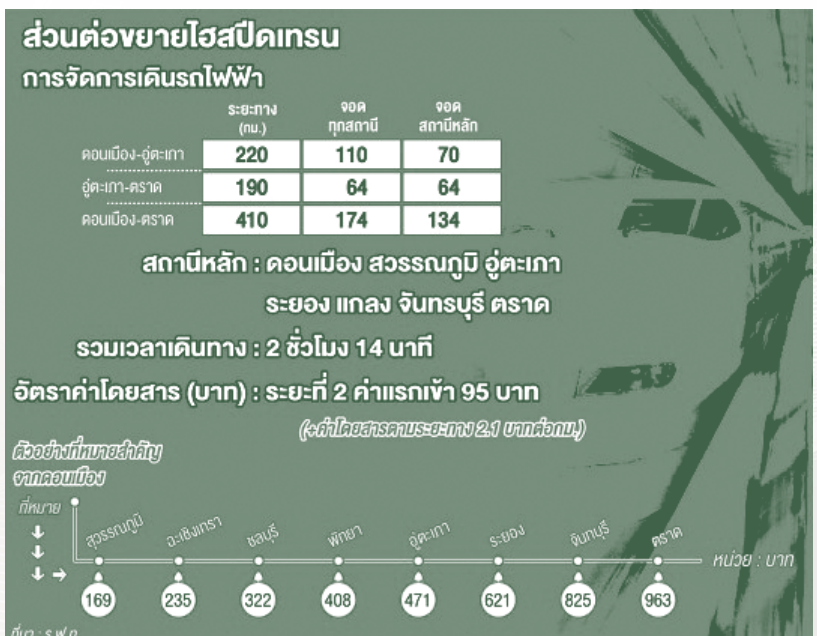 ส่วนต่อขยายไฮสปีดเทรน
การจัดการเดินรถไฟฟ้า
ระยะทาง (กม.) จอด ทุกสถานี จอด สถานีหลัก
ดอนเมือง-อู่ตะเภา 220 110 70
อู่ตะเภา-ตราด 190 64 64
ดอนเมือง-ตราด 410 174 134
สถานีหลัก : ดอนเมือง สวรรณภูมิ อู่ตะเภา
ระยอง แกลง จันทรบุรี ตราด
รวมเวลาเดินทาง : 2 ชั่วโมง 14 นาที
อัตราค่าโดยสาร (บาท) : ระยะที่ 2 ค่าแรกเข้า 95 บาท
(+ค่าโดยสารตามระยะทาง 2.1 บาทต่อกม.)
ตัวอย่างที่หมายสำคัญ
จากดอนเมือง
ที่หมาย
สุวรรณภูมิ ฉะเชิงเทรา ชลบุรี พัทยา อู่ตะเภา ระยอง จันทบุรี ตราด
หน่วย : บาท
169 235 322 408 471 621 825 963
ที่มา : ร.ฟ.ท.